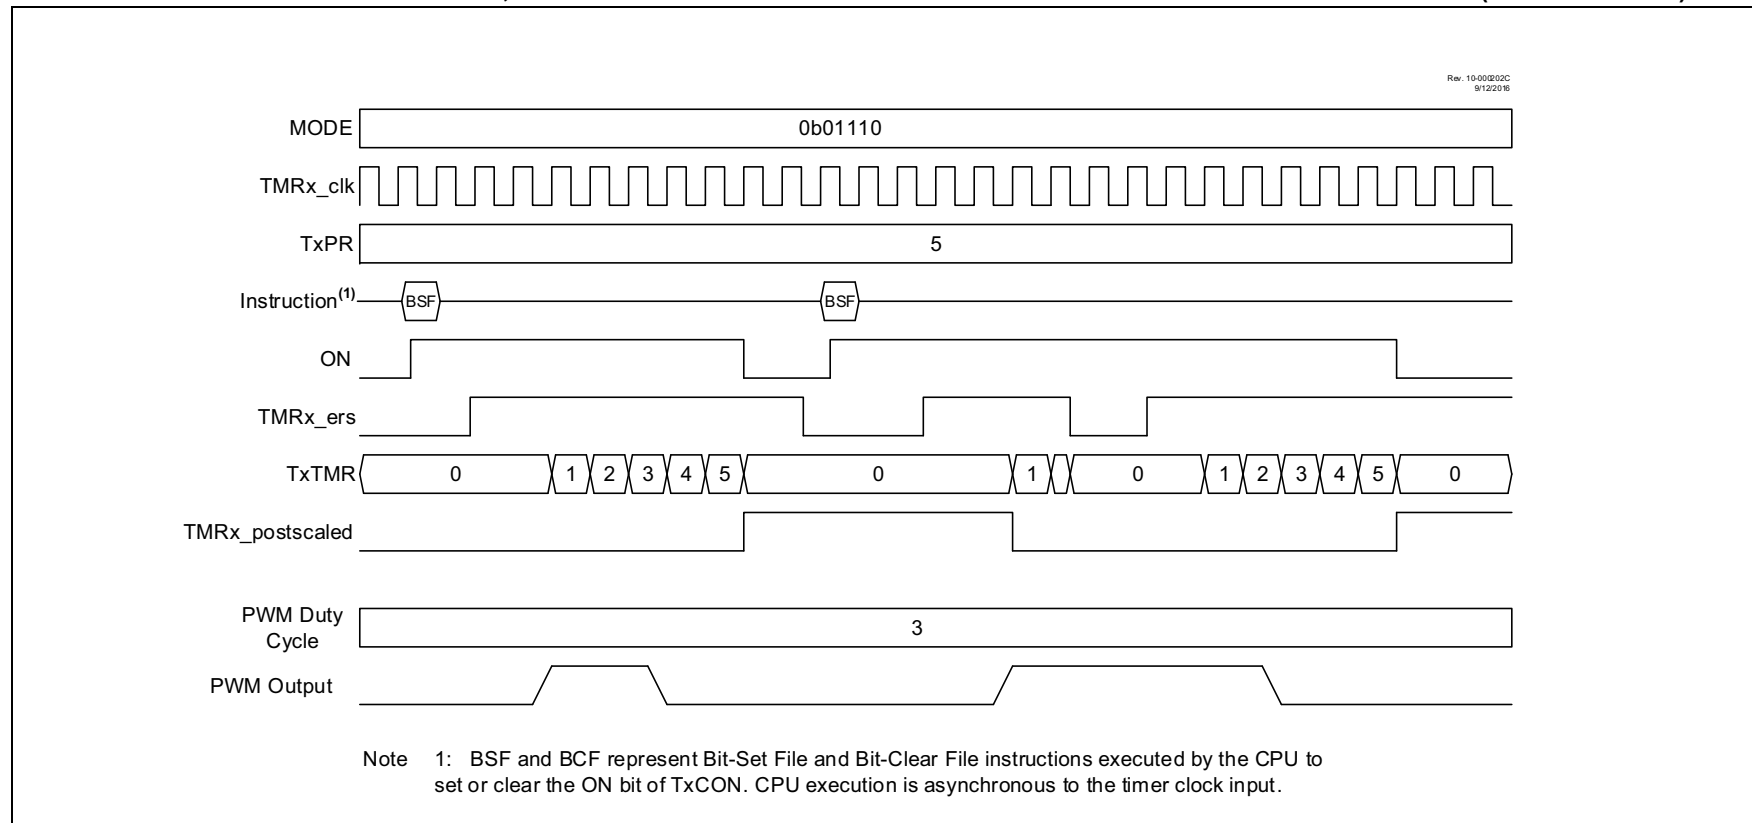 Rev. 10-000202C
9/12/2016
MODE 0b01110
TMRx_clk
TxPR 5
Instruction(1) BSF BSF
ON
TMRx_ers
TxTMR 0 1 2 3 4 5 0 1 0 1 2 3 4 5 0
TMRx_postscaled
PWM Duty
Cycle 3
PWM Output
Note 1: BSF and BCF represent Bit-Set File and Bit-Clear File instructions executed by the CPU to
set or clear the ON bit of TxCON. CPU execution is asynchronous to the timer clock input.